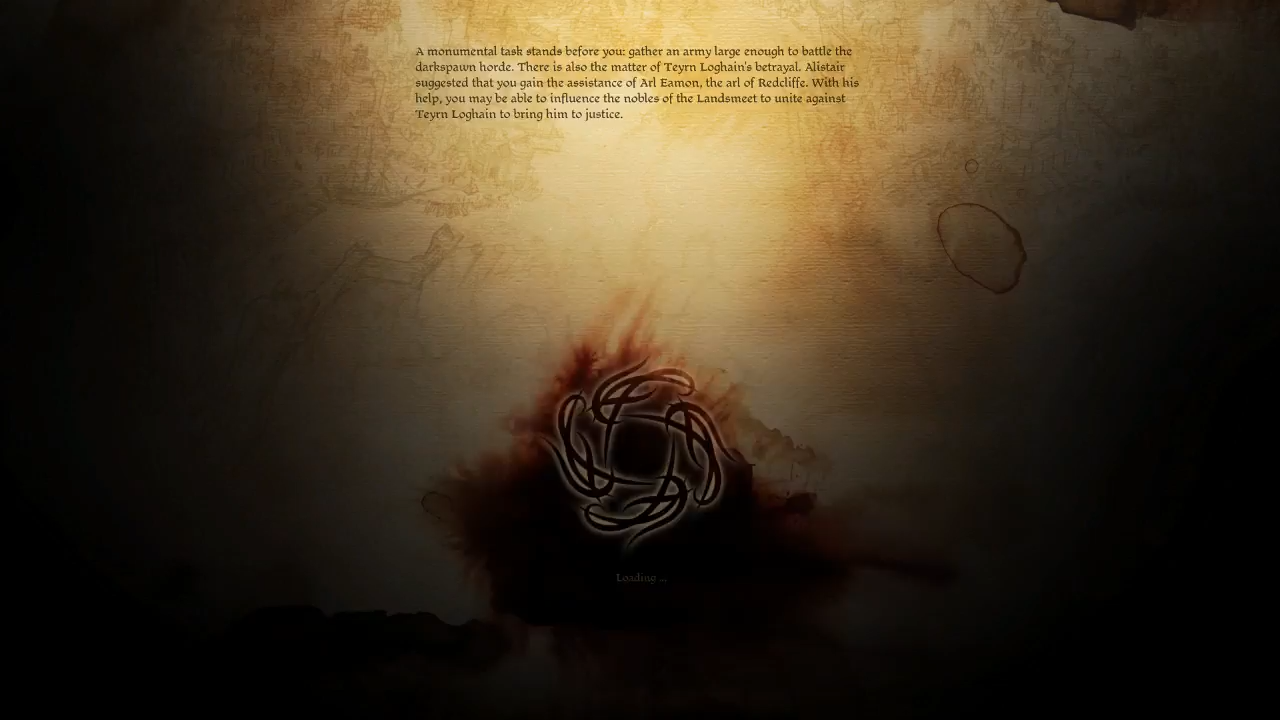 A monumental task stands before you: gather an army large enough to battle the
darkspawn horde. There is also the matter of Teyrn Loghain's betrayal. Alistair
suggested that you gain the assistance of Arl Eamon, the arl of Redcliffe. With his
help, you may be able to influence the nobles of the Landsmeet to unite against
Teyrn Loghain to bring him to justice.
Loading ...